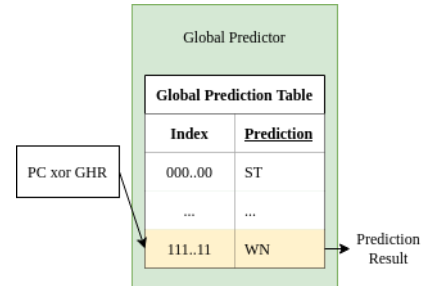 Global Predictor
Global Prediction Table
Index Prediction
PC xor GHR
000..00 ST
... ...
111..11 WN
Prediction
Result